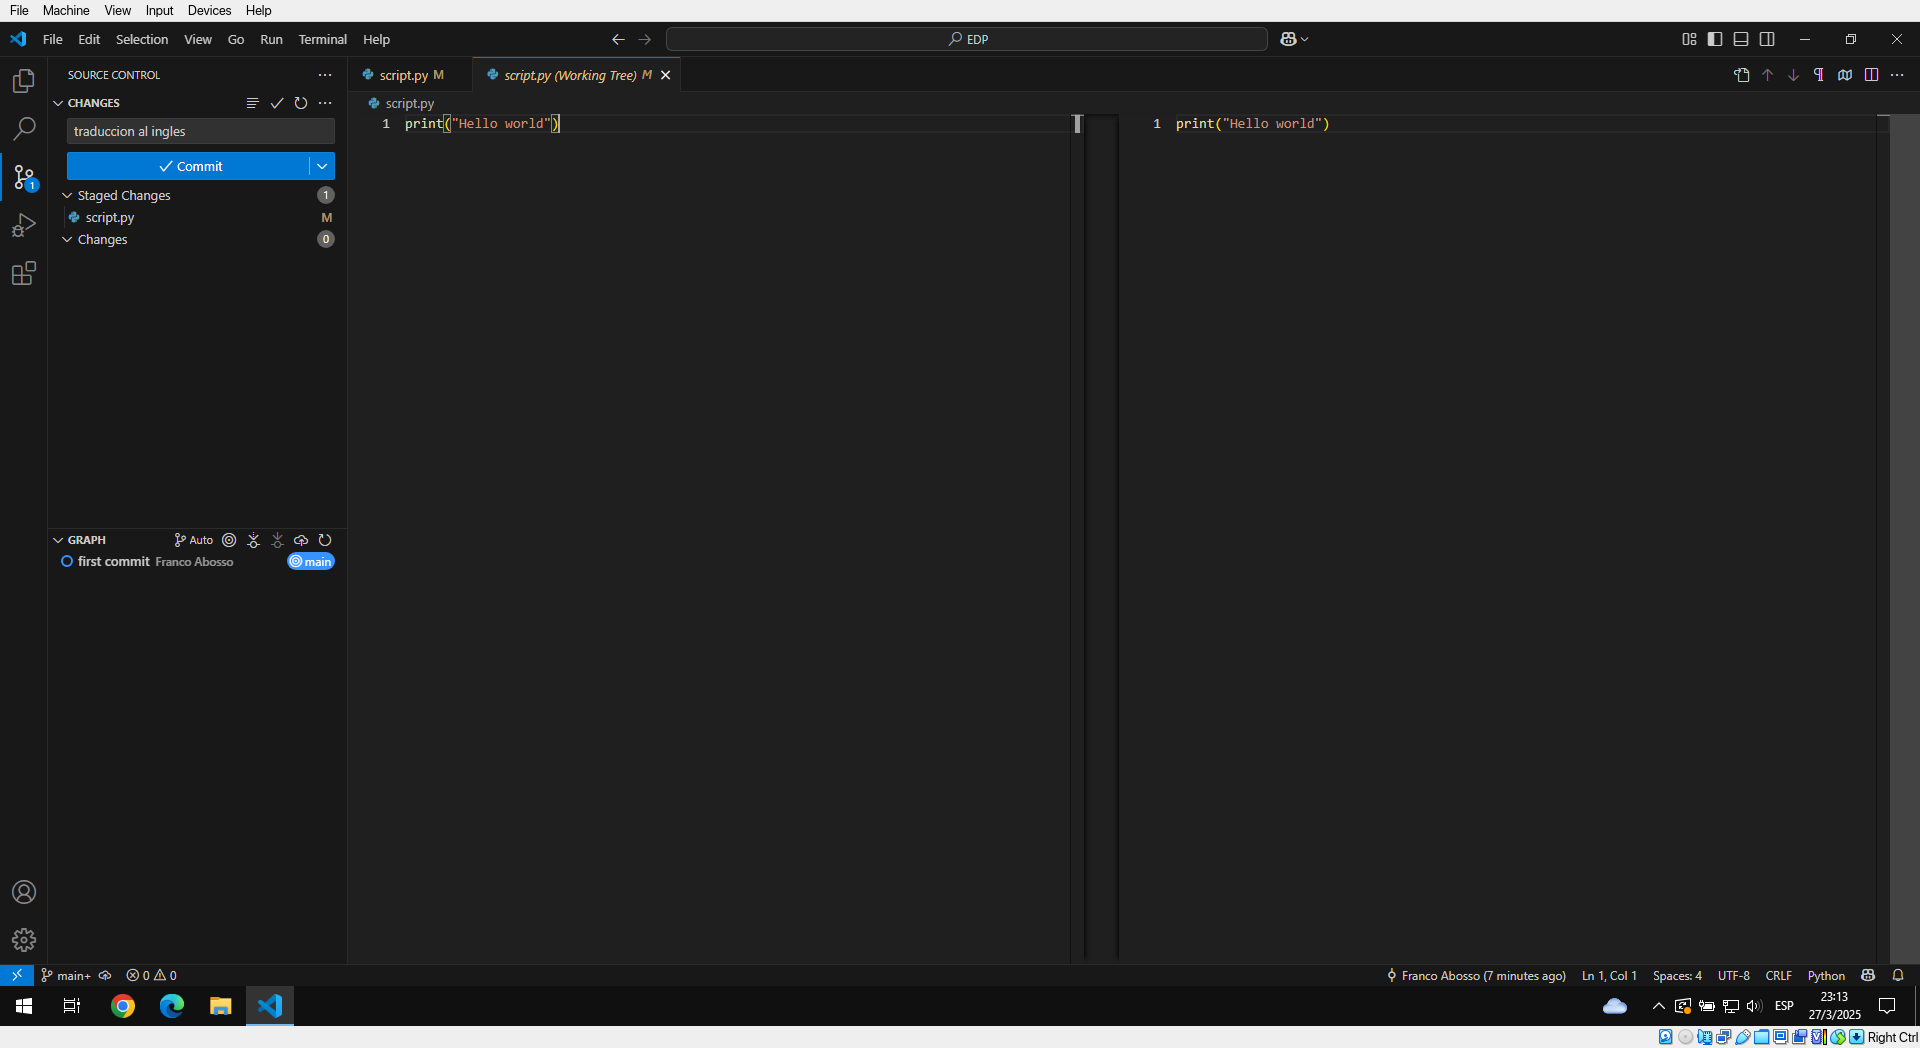 File Machine View Input Devices Help
File Edit Selection View Go Run Terminal Help
EDP
SOURCE CONTROL
CHANGES
traduccion al ingles
Commit
Staged Changes 1
script.py M
Changes 0
GRAPH Auto
first commit Franco Abosso main
script.py M
script.py (Working Tree) M
script.py
1 print("Hello world")
1 print("Hello world")
main+ 0 0
Franco Abosso (7 minutes ago) Ln 1, Col 1 Spaces: 4 UTF-8 CRLF Python
ESP
23:13
27/3/2025
Right Ctrl